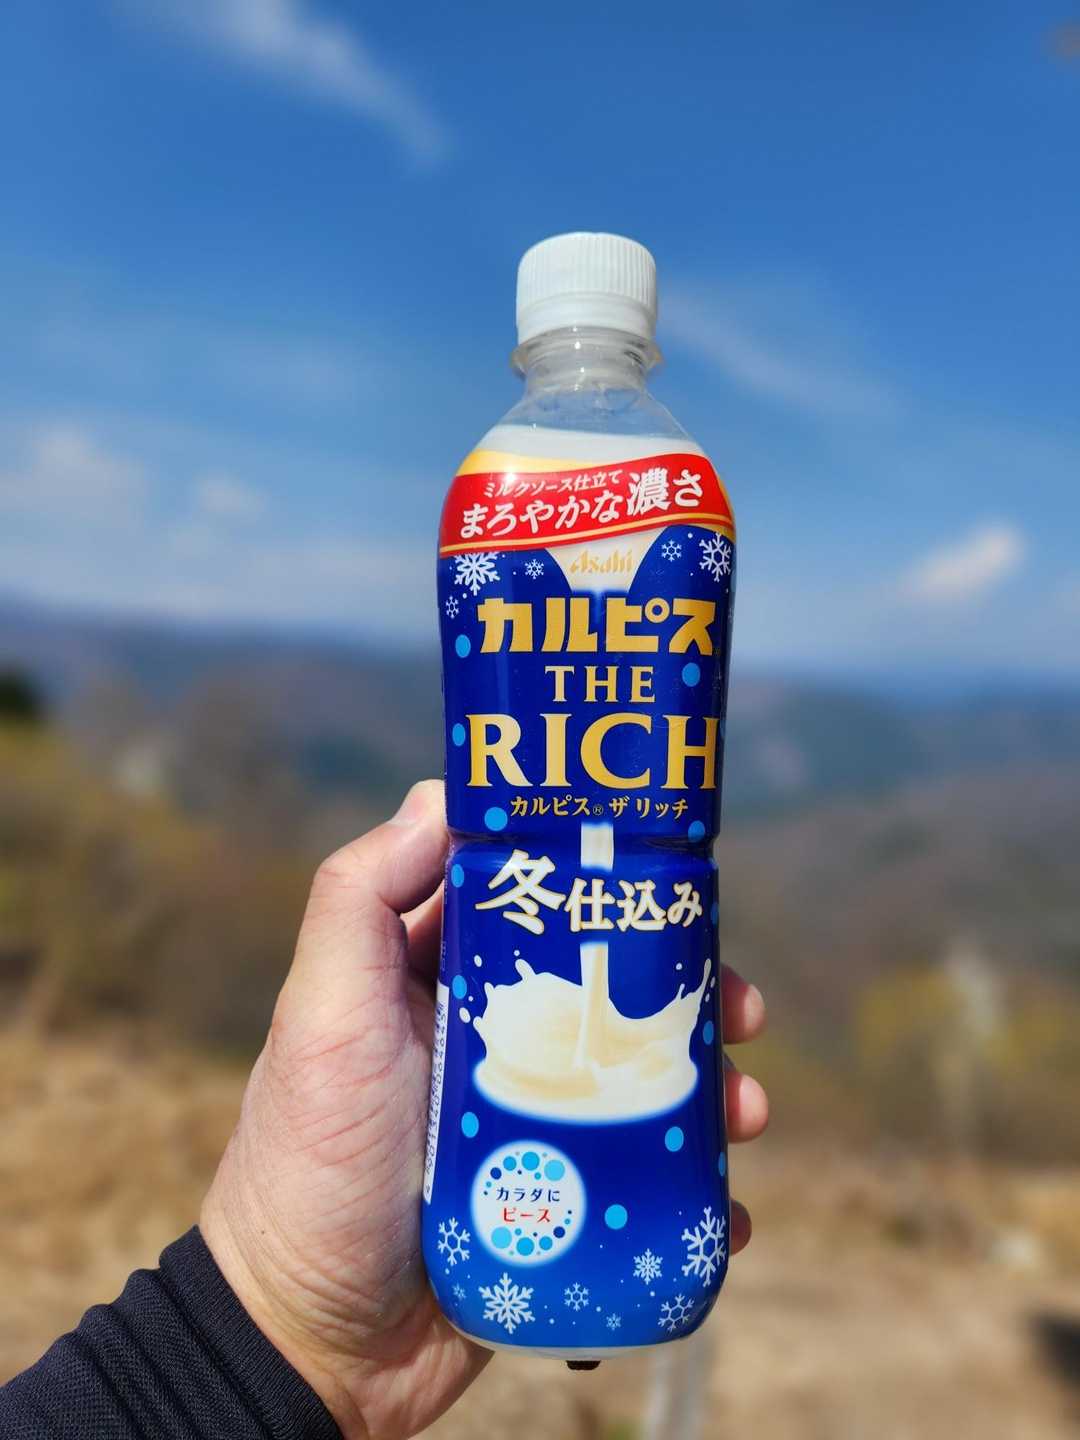 ミルクソース仕立て
まろやかな濃さ
Asahi
カルピス
THE
RICH
カルピス® ザ リッチ
冬仕込み
カラダに
ピース